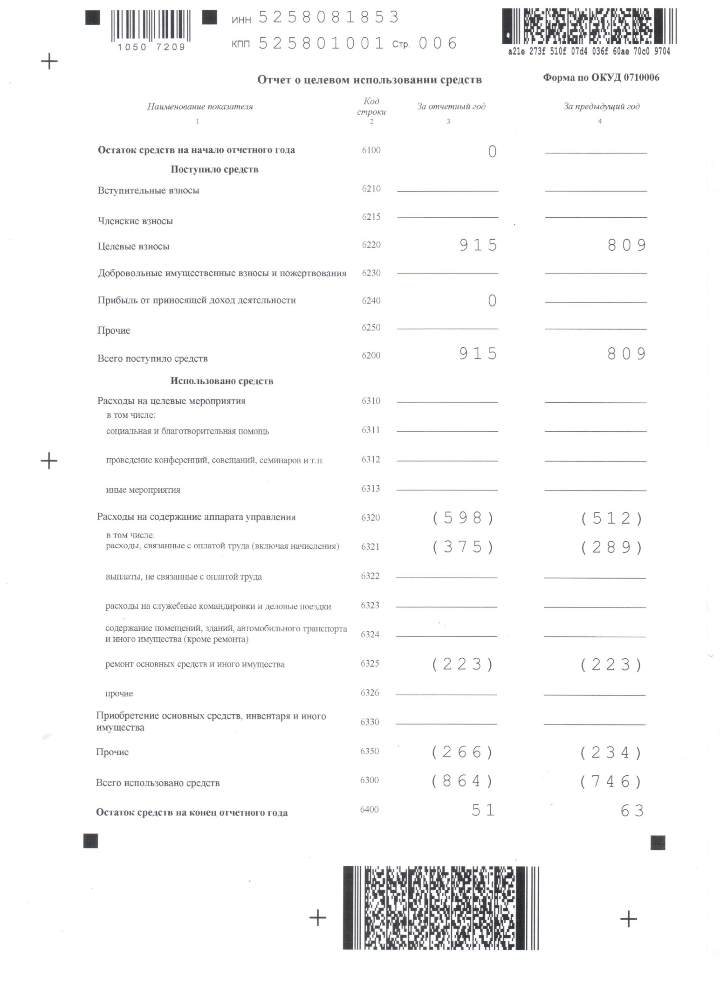 ИНН 5258081853
1050 7209
КПП 525801001 Стр. 006
a21e 273f 510f 07d4 036f 60ae 70c0 9704
Отчет о целевом использовании средств Форма по ОКУД 0710006
Наименование показателя Код строки За отчетный год За предыдущий год
1 2 3 4
Остаток средств на начало отчетного года 6100 0
Поступило средств
Вступительные взносы 6210
Членские взносы 6215
Целевые взносы 6220 915 809
Добровольные имущественные взносы и пожертвования 6230
Прибыль от приносящей доход деятельности 6240 0
Прочие 6250
Всего поступило средств 6200 915 809
Использовано средств
Расходы на целевые мероприятия 6310
в том числе:
социальная и благотворительная помощь 6311
проведение конференций, совещаний, семинаров и т.п. 6312
иные мероприятия 6313
Расходы на содержание аппарата управления 6320 (598) (512)
в том числе:
расходы, связанные с оплатой труда (включая начисления) 6321 (375) (289)
выплаты, не связанные с оплатой труда 6322
расходы на служебные командировки и деловые поездки 6323
содержание помещений, зданий, автомобильного транспорта
и иного имущества (кроме ремонта) 6324
ремонт основных средств и иного имущества 6325 (223) (223)
прочие 6326
Приобретение основных средств, инвентаря и иного
имущества 6330
Прочие 6350 (266) (234)
Всего использовано средств 6300 (864) (746)
Остаток средств на конец отчетного года 6400 51 63